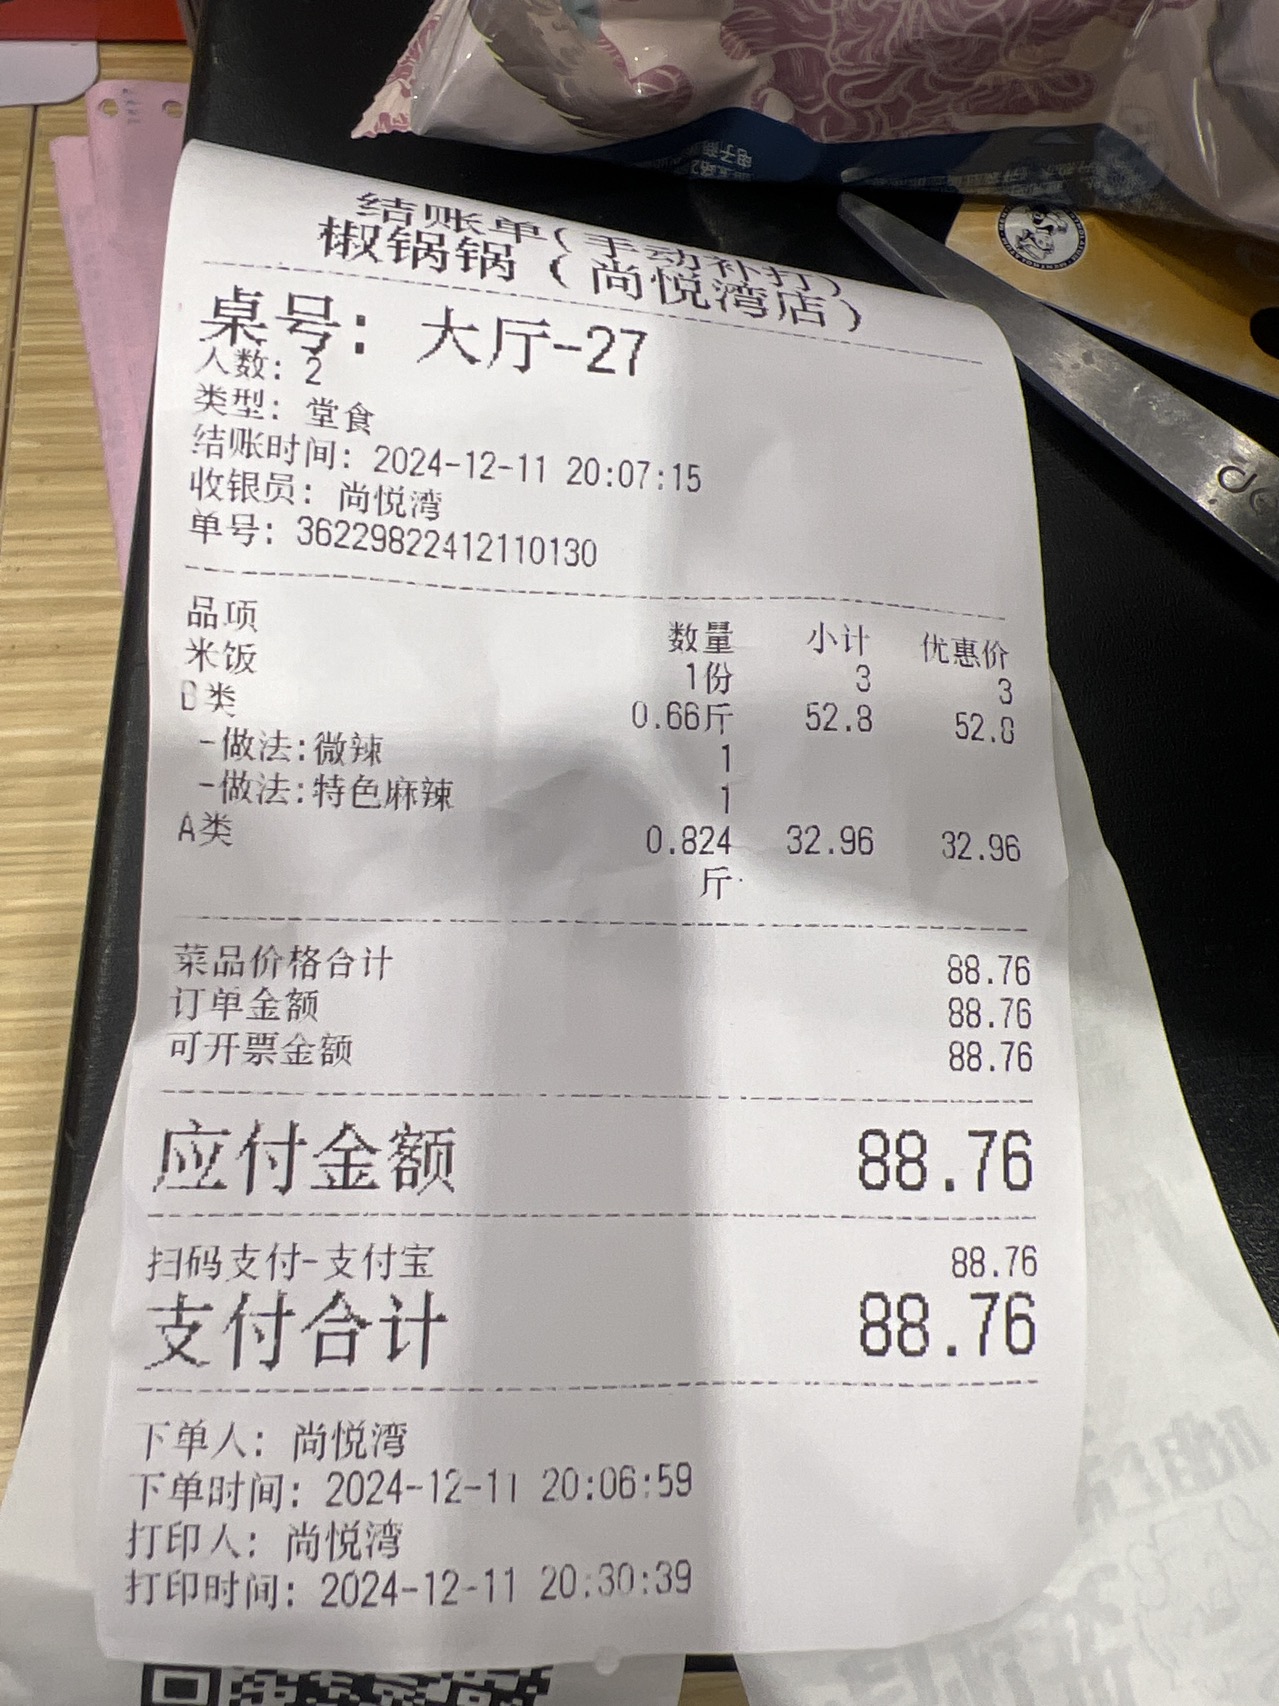 结账单(手动补打)
椒锅锅（尚悦湾店）
桌号：大厅-27
人数：2
类型：堂食
结账时间：2024-12-11 20:07:15
收银员：尚悦湾
单号：36229822412110130
品项 数量 小计 优惠价
米饭 1份 3 3
B类 0.66斤 52.8 52.8
-做法:微辣 1
-做法:特色麻辣 1
A类 0.824 32.96 32.96
斤
菜品价格合计 88.76
订单金额 88.76
可开票金额 88.76
应付金额 88.76
扫码支付-支付宝 88.76
支付合计 88.76
下单人：尚悦湾
下单时间：2024-12-11 20:06:59
打印人：尚悦湾
打印时间：2024-12-11 20:30:39